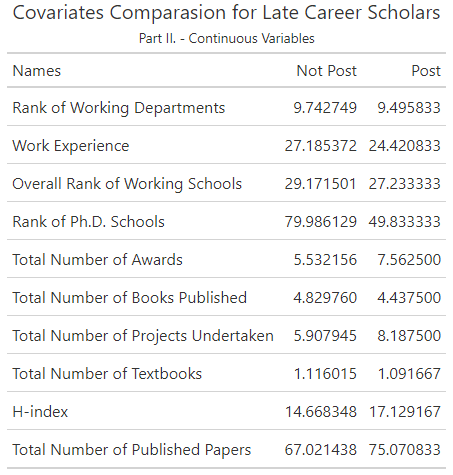 Covariates Comparasion for Late Career Scholars
Part II. - Continuous Variables
Names Not Post Post
Rank of Working Departments 9.742749 9.495833
Work Experience 27.185372 24.420833
Overall Rank of Working Schools 29.171501 27.233333
Rank of Ph.D. Schools 79.986129 49.833333
Total Number of Awards 5.532156 7.562500
Total Number of Books Published 4.829760 4.437500
Total Number of Projects Undertaken 5.907945 8.187500
Total Number of Textbooks 1.116015 1.091667
H-index 14.668348 17.129167
Total Number of Published Papers 67.021438 75.070833